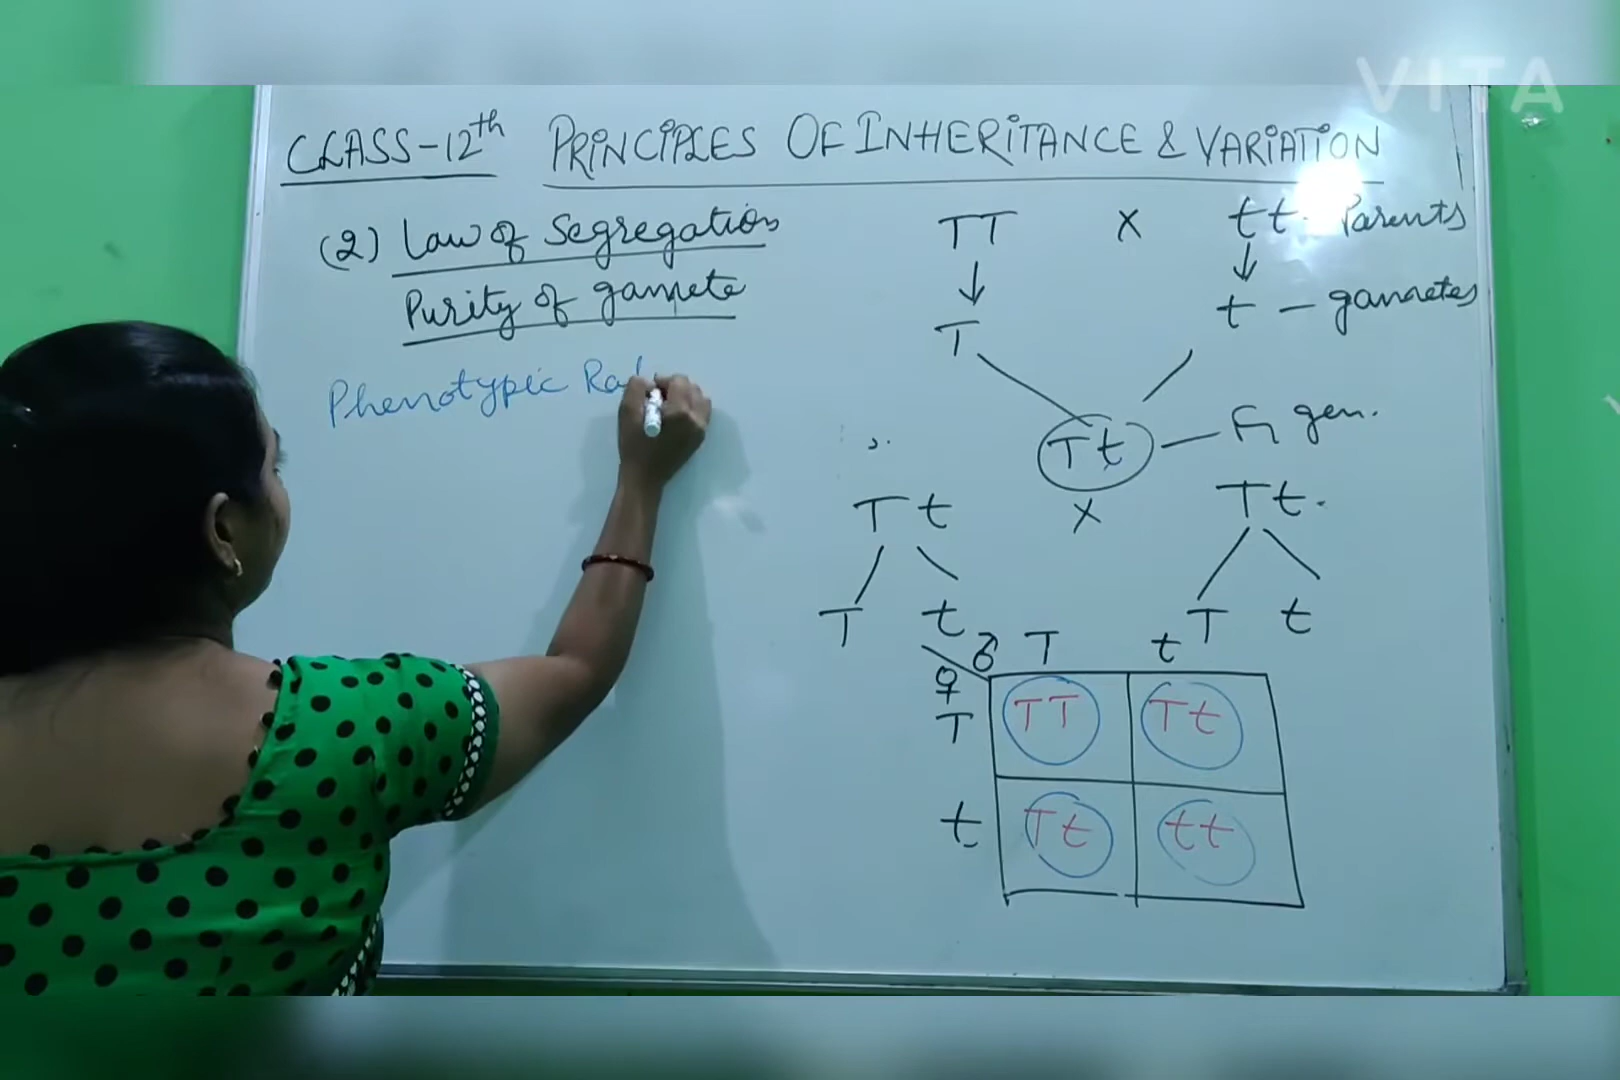 VITA
CLASS-12th PRINCIPLES OF INHERITANCE & VARIATION
(2) Law of Segregation
Purity of gamete
Phenotypic
TT X tt - Parents
T t - gametes
Tt - F1 gen.
Tt X Tt.
T t T t
♂ T t
♀
T TT Tt
t Tt tt